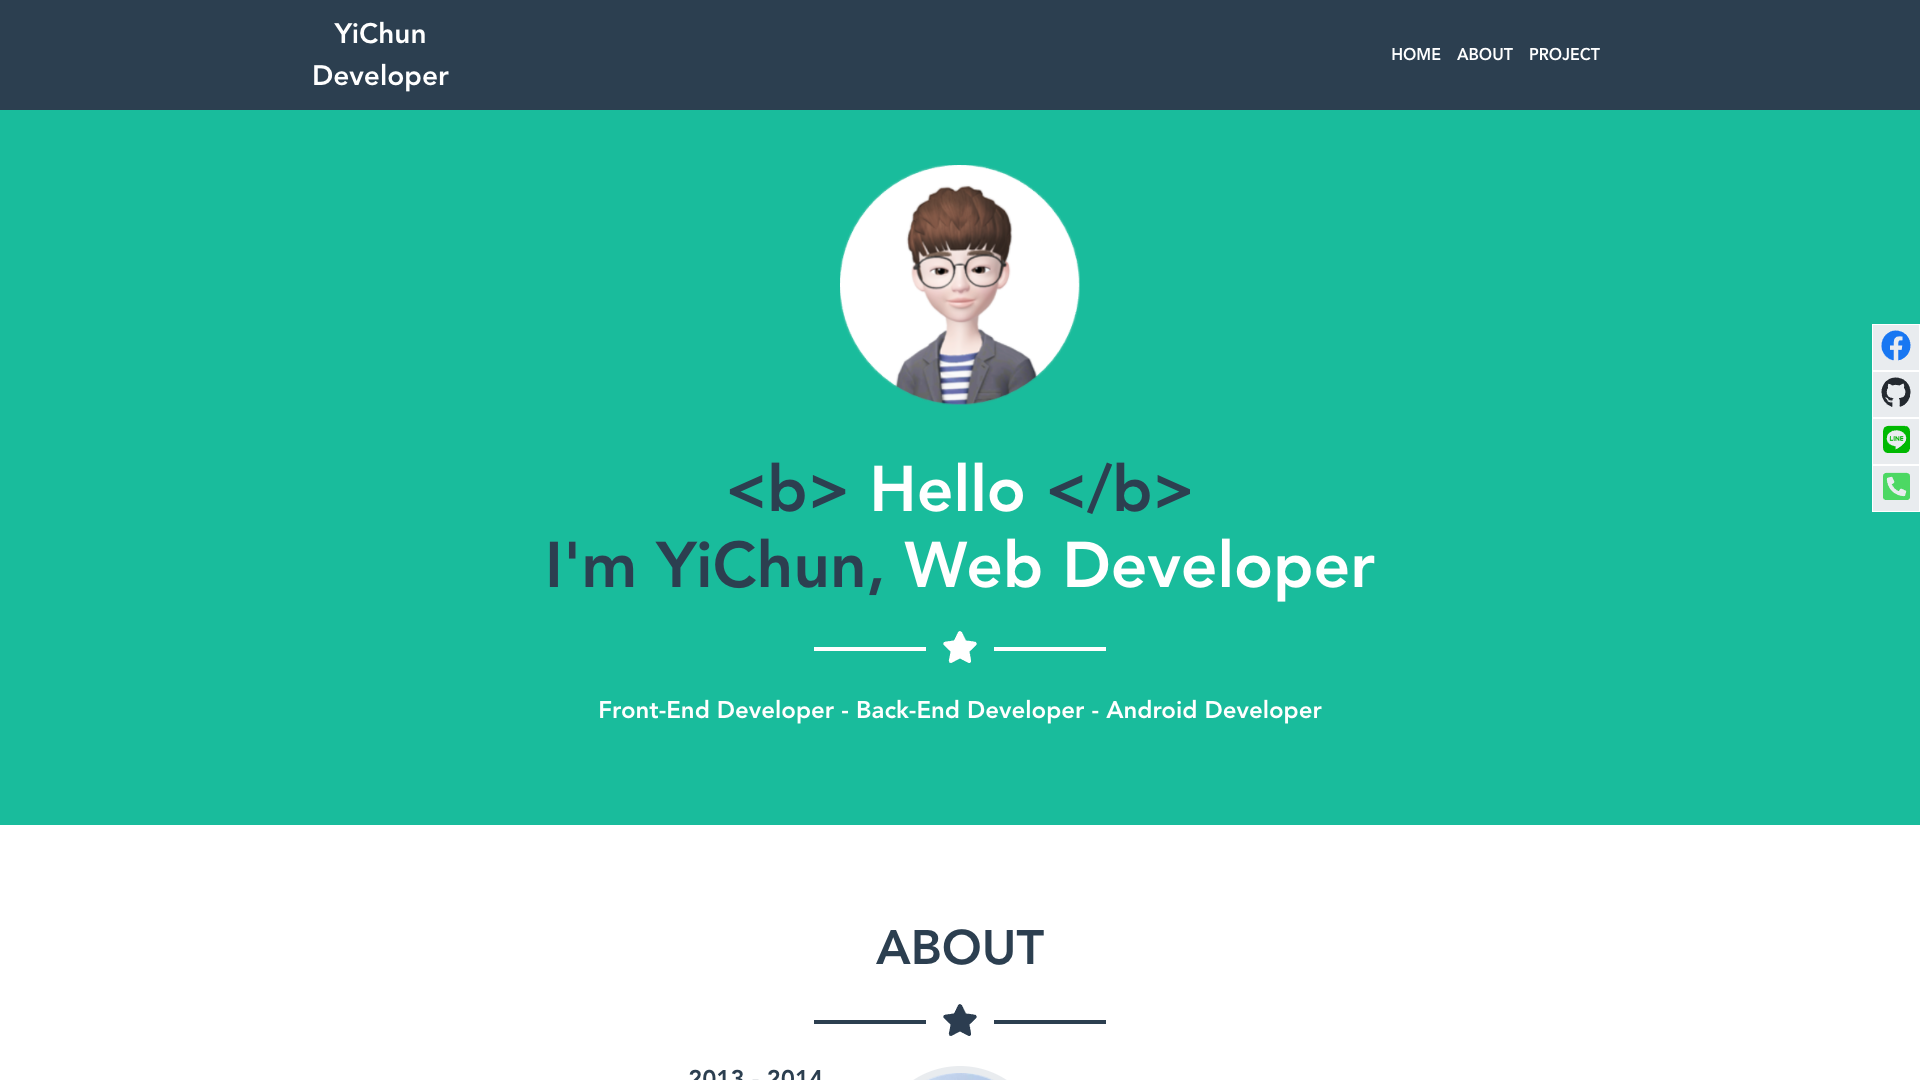 YiChun
Developer
HOME ABOUT PROJECT
<b> Hello </b>
I'm YiChun, Web Developer
Front-End Developer - Back-End Developer - Android Developer
LINE
ABOUT
2013 - 2014